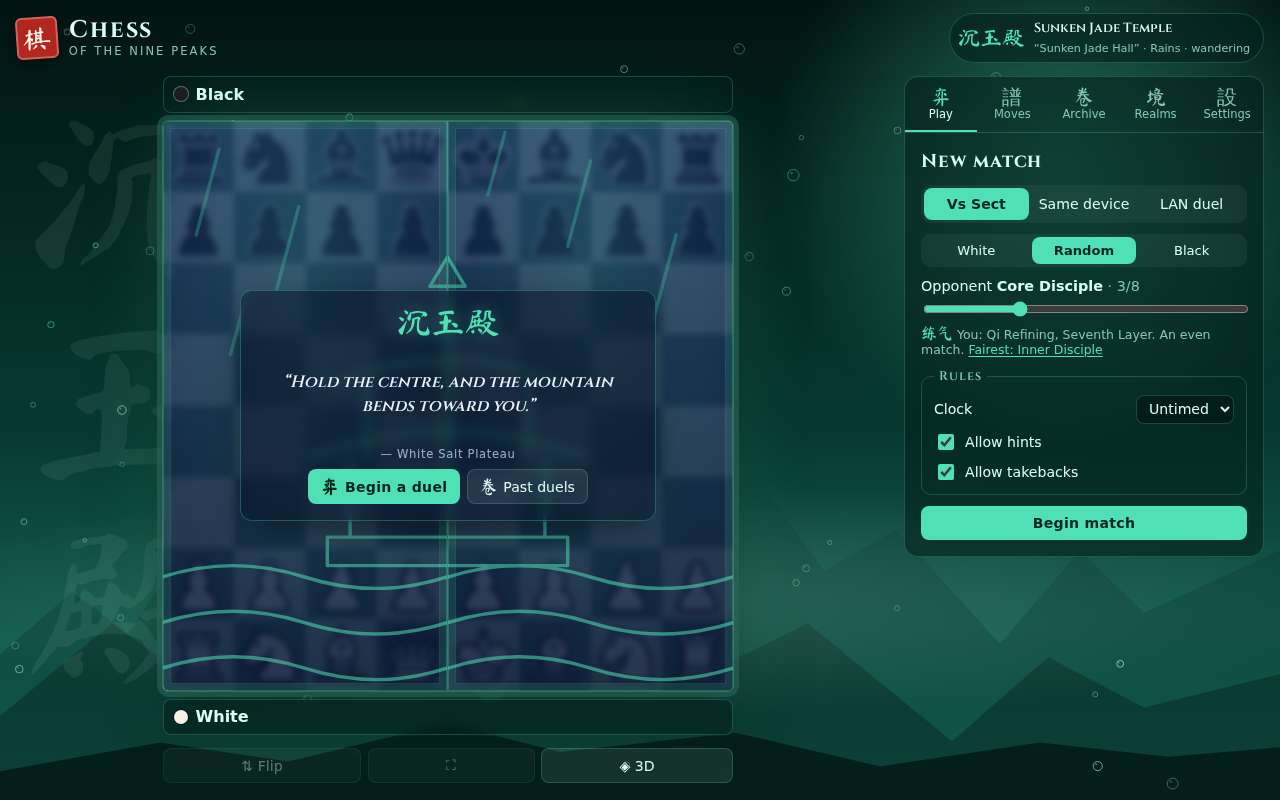 棋
Chess
OF THE NINE PEAKS
沉玉殿
Sunken Jade Temple
"Sunken Jade Hall" · Rains · wandering
Black
弈
Play
譜
Moves
卷
Archive
境
Realms
設
Settings
沉
玉
殿
New match
Vs Sect
Same device
LAN duel
White
Random
Black
Opponent Core Disciple · 3/8
练气 You: Qi Refining, Seventh Layer. An even
match. Fairest: Inner Disciple
Rules
Clock
Untimed
Allow hints
Allow takebacks
Begin match
沉玉殿
“Hold the centre, and the mountain
bends toward you.”
— White Salt Plateau
弈 Begin a duel
卷 Past duels
White
⇅ Flip
⛶
◈ 3D